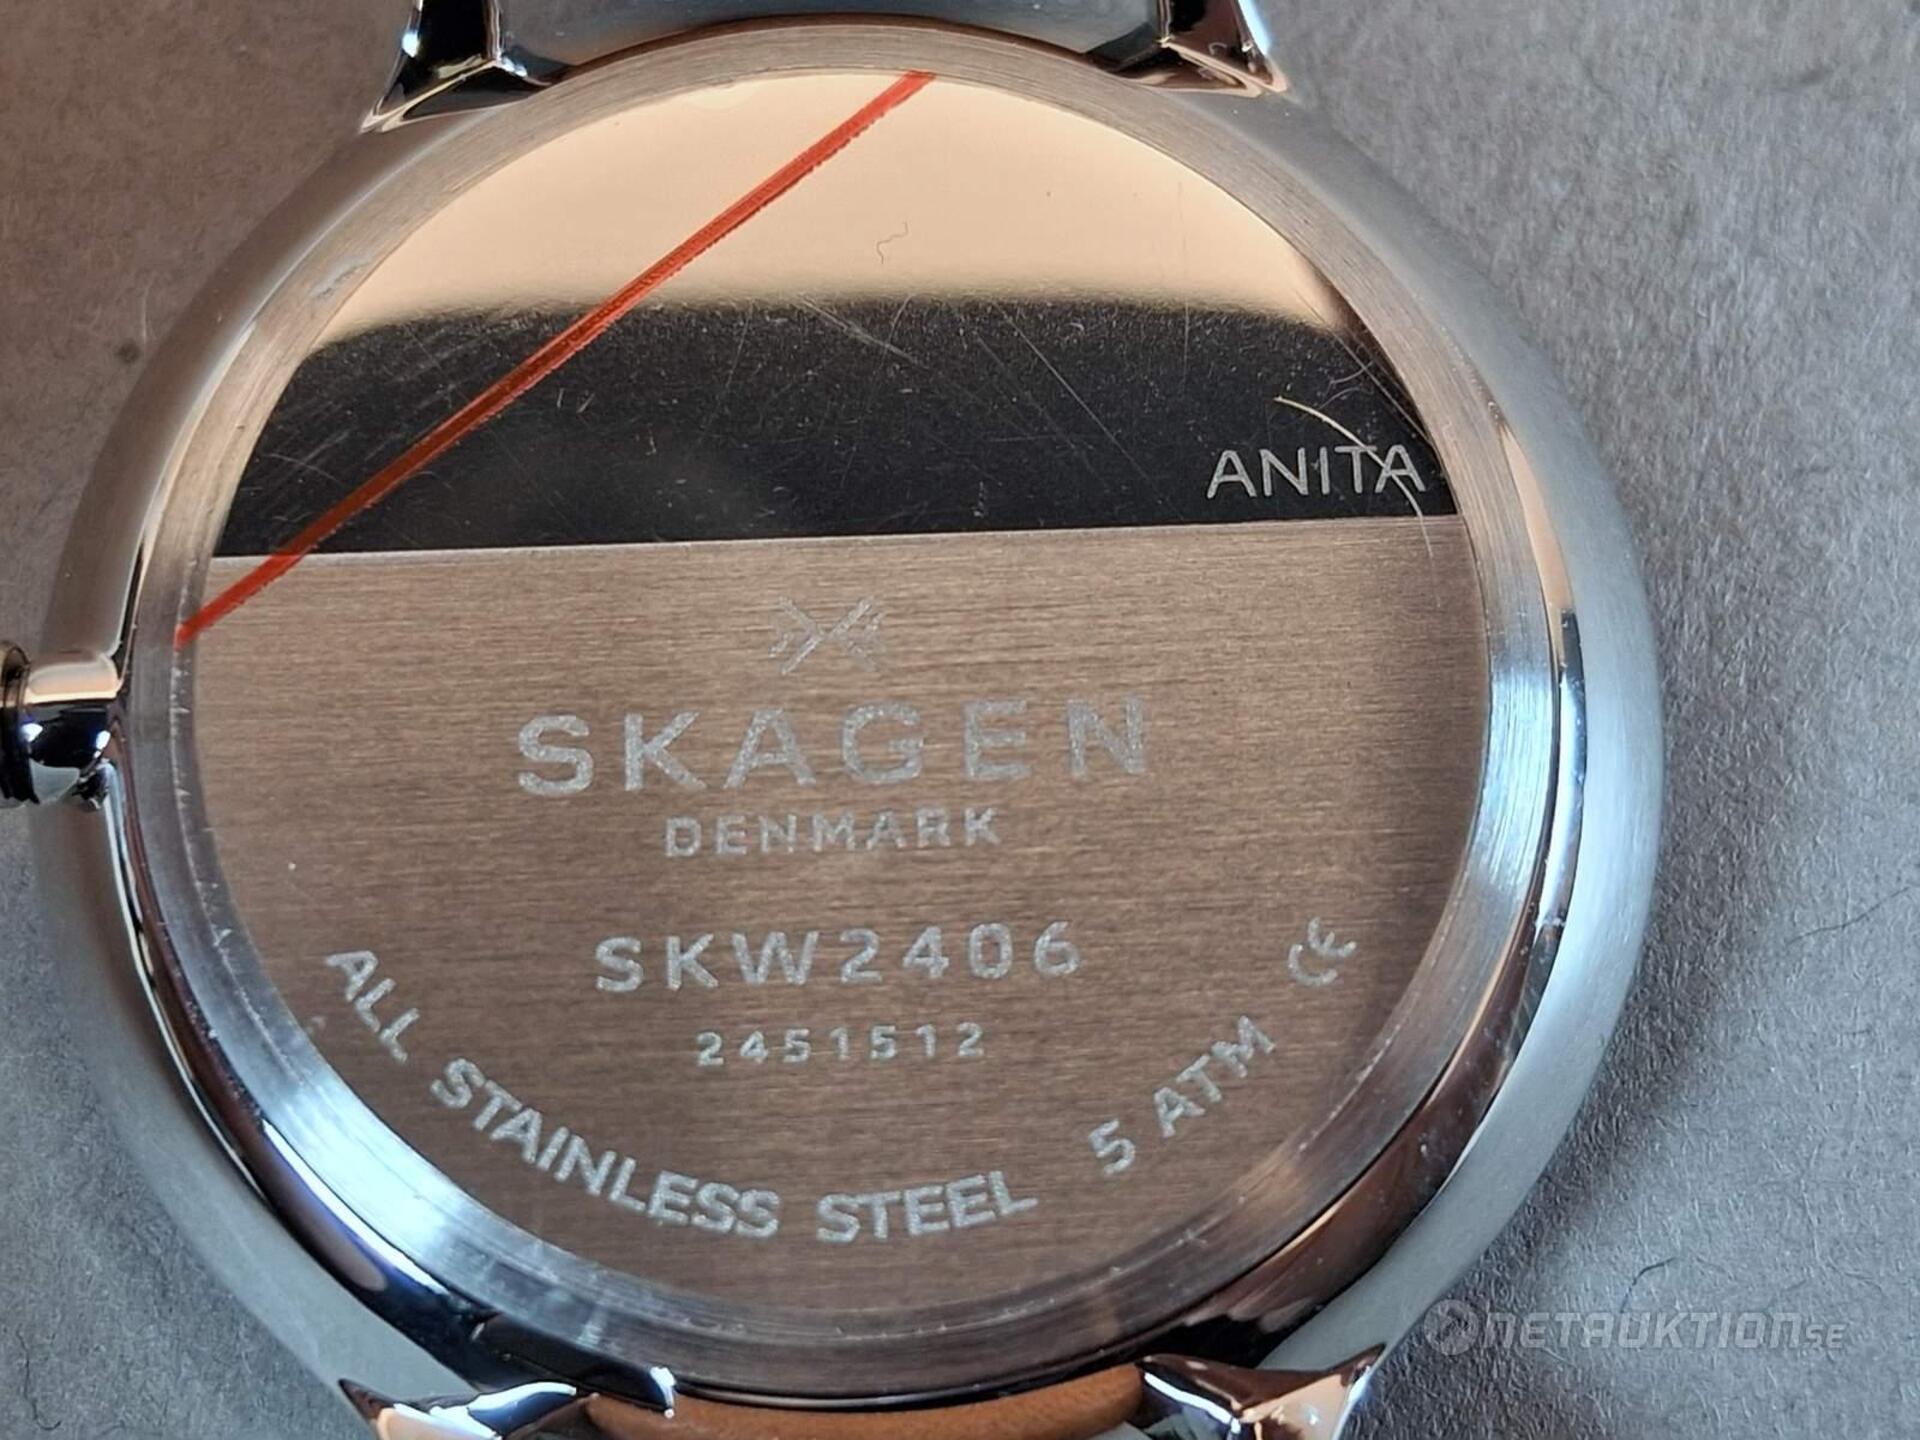 ANITA
SKAGEN
DENMARK
SKW2406
2451512
ALL STAINLESS STEEL 5 ATM CE
NETAUKTION.SE